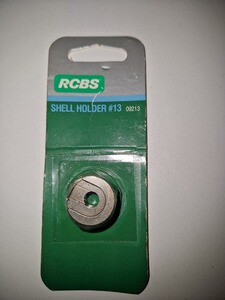 RCBS
SHELL HOLDER #13 09213